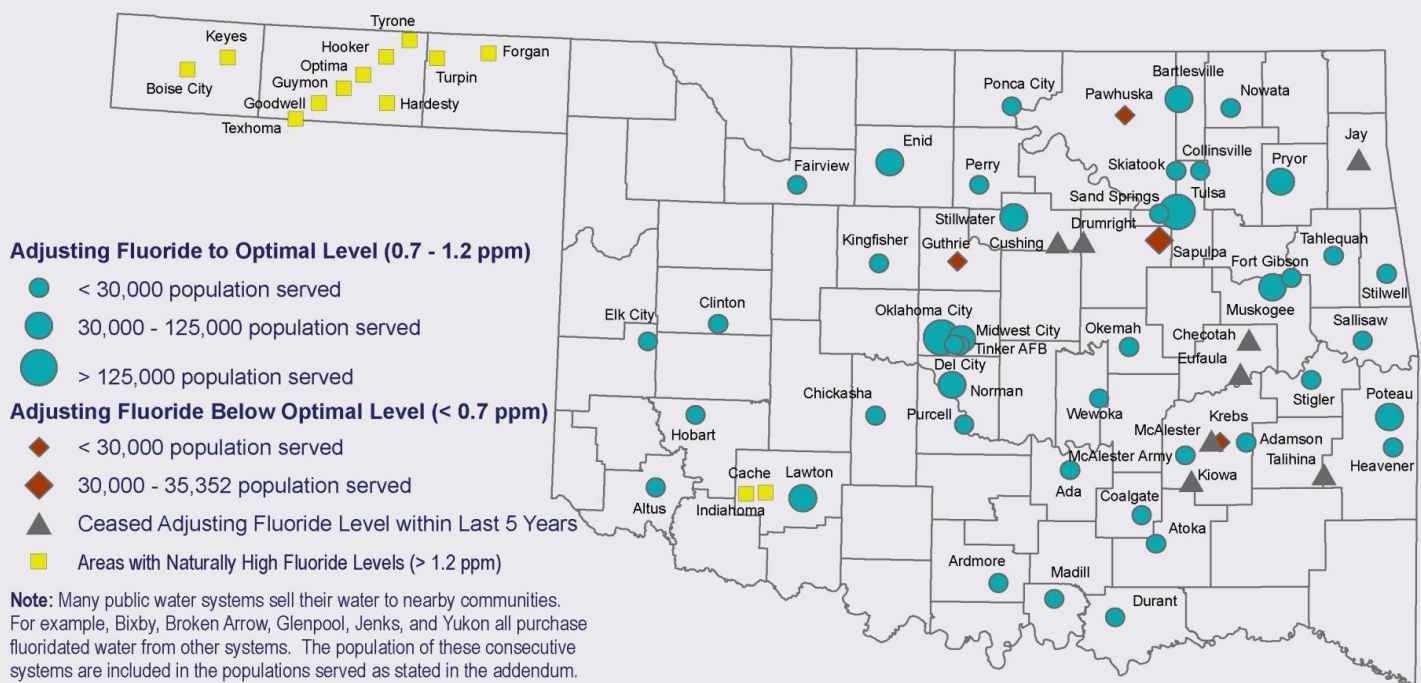 Tyrone
Keyes
Hooker
Forgan
Optima
Turpin
Boise City
Guymon
Goodwell
Hardesty
Texhoma
Ponca City
Bartlesville
Pawhuska
Nowata
Jay
Enid
Fairview
Perry
Skiatook
Collinsville
Pryor
Sand Springs
Tulsa
Stillwater
Cushing
Drumright
Kingfisher
Guthrie
Sapulpa
Tahlequah
Fort Gibson
Stilwell
Muskogee
Clinton
Elk City
Oklahoma City
Midwest City
Tinker AFB
Okemah
Checotah
Sallisaw
Eufaula
Del City
Norman
Chickasha
Purcell
Wewoka
Stigler
Poteau
Hobart
Krebs
McAlester
Adamson
McAlester Army
Talihina
Heavener
Kiowa
Cache
Lawton
Indiahoma
Altus
Ada
Coalgate
Atoka
Ardmore
Madill
Durant
Adjusting Fluoride to Optimal Level (0.7 - 1.2 ppm)
< 30,000 population served
30,000 - 125,000 population served
> 125,000 population served
Adjusting Fluoride Below Optimal Level (< 0.7 ppm)
< 30,000 population served
30,000 - 35,352 population served
Ceased Adjusting Fluoride Level within Last 5 Years
Areas with Naturally High Fluoride Levels (> 1.2 ppm)
Note: Many public water systems sell their water to nearby communities.
For example, Bixby, Broken Arrow, Glenpool, Jenks, and Yukon all purchase
fluoridated water from other systems. The population of these consecutive
systems are included in the populations served as stated in the addendum.